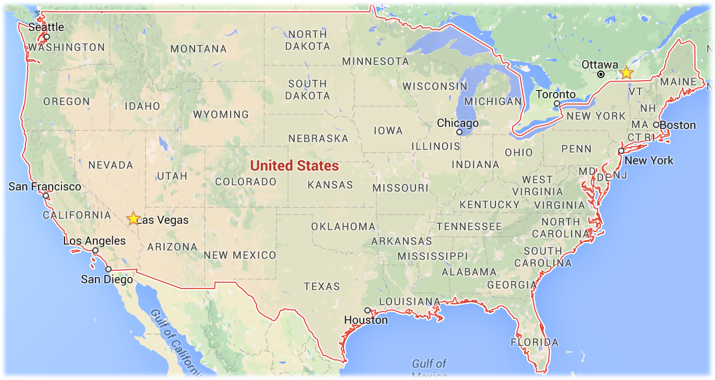 Seattle
WASHINGTON
MONTANA
NORTH
DAKOTA
MINNESOTA
OREGON
IDAHO
WYOMING
SOUTH
DAKOTA
WISCONSIN
MICHIGAN
Ottawa
Toronto
MAINE
VT
NH
NEW YORK
MA
Boston
CT
RI
Chicago
IOWA
NEBRASKA
ILLINOIS
INDIANA
OHIO
PENN
New York
NEVADA
UTAH
COLORADO
United States
KANSAS
MISSOURI
WEST
VIRGINIA
MD
DE
NJ
KENTUCKY
VIRGINIA
San Francisco
CALIFORNIA
Las Vegas
Los Angeles
San Diego
ARIZONA
NEW MEXICO
OKLAHOMA
ARKANSAS
TENNESSEE
NORTH
CAROLINA
MISSISSIPPI
SOUTH
CAROLINA
ALABAMA
GEORGIA
TEXAS
LOUISIANA
Houston
FLORIDA
Gulf of California
Gulf of
Mexico